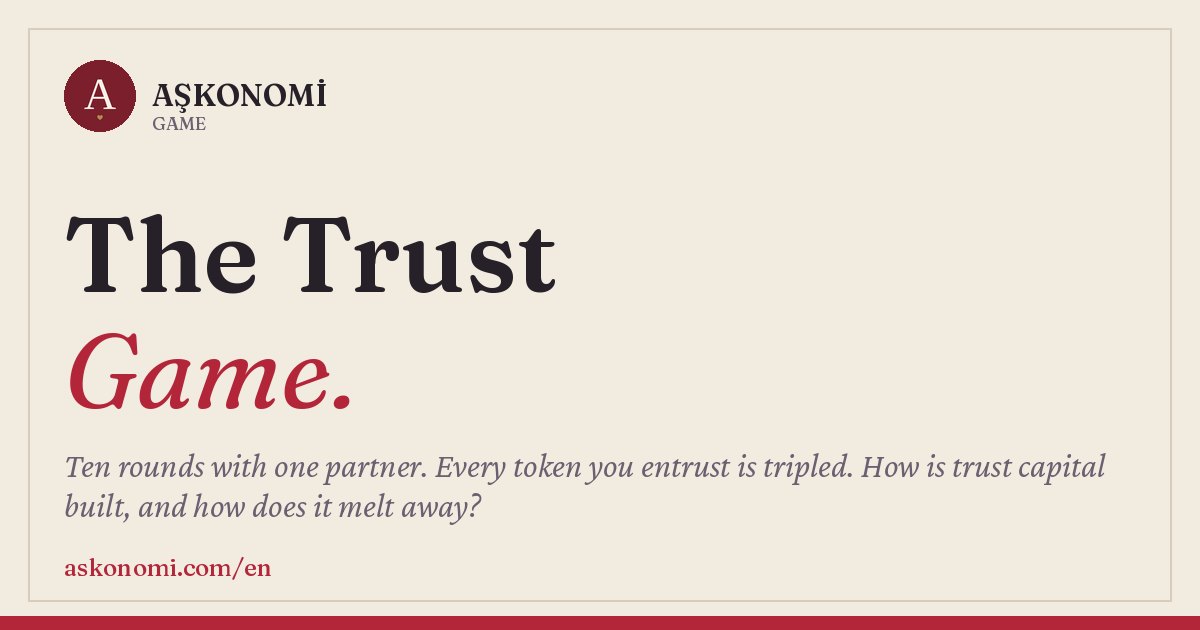 A
AŞKONOMİ
GAME
The Trust
Game.
Ten rounds with one partner. Every token you entrust is tripled. How is trust capital
built, and how does it melt away?
askonomi.com/en